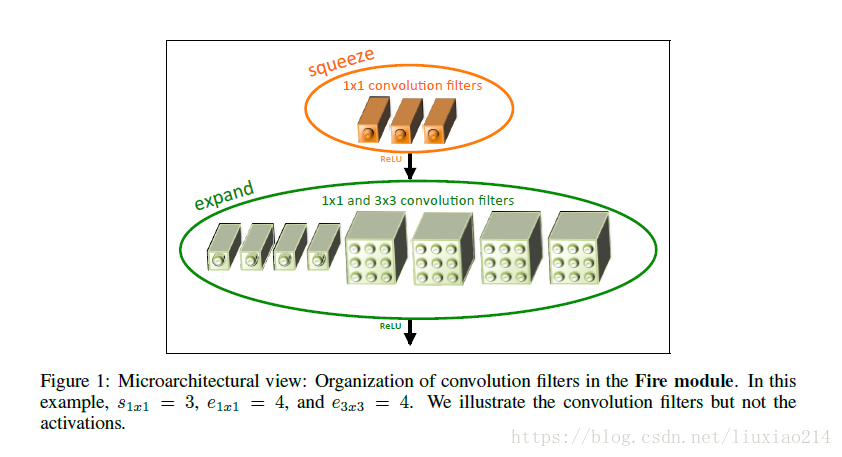 squeeze
1x1 convolution filters
ReLU
expand
1x1 and 3x3 convolution filters
ReLU
Figure 1: Microarchitectural view: Organization of convolution filters in the Fire module. In this
example, s1x1 = 3, e1x1 = 4, and e3x3 = 4. We illustrate the convolution filters but not the
activations.
https://blog.csdn.net/liuxiao214